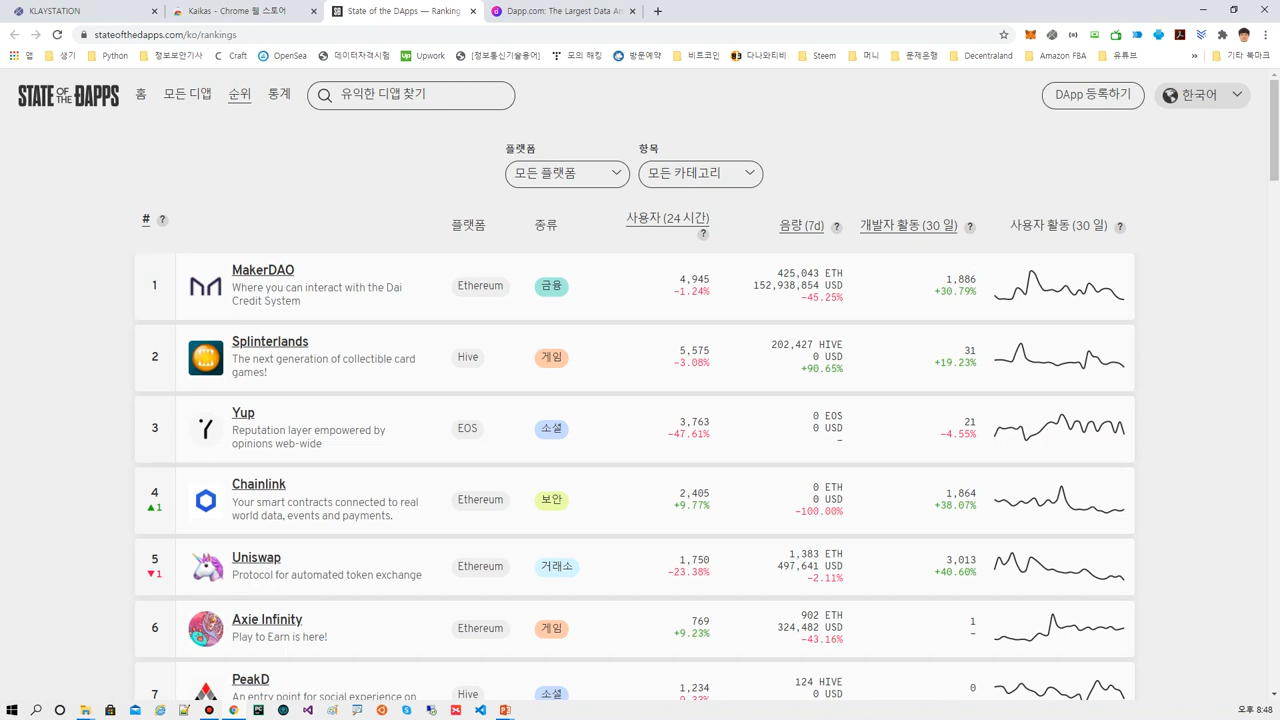 KLAYSTATION
Kaikas - Chrome 웹 스토어
State of the DApps — Ranking
Dapp.com: The Largest Data An
stateofthedapps.com/ko/rankings
앱
생기
Python
정보보안기사
Craft
OpenSea
데이터자격시험
Upwork
[정보통신기술용어]
모의 해킹
방문예약
비트코인
다나와티비
Steem
머니
문제은행
Decentraland
Amazon FBA
유튜브
기타 북마크
STATE OF THE DAPPS
홈
모든 디앱
순위
통계
유익한 디앱 찾기
DApp 등록하기
한국어
플랫폼
항목
모든 플랫폼
모든 카테고리
# ?
플랫폼
종류
사용자 (24 시간)
?
음량 (7d) ?
개발자 활동 (30 일) ?
사용자 활동 (30 일) ?
1
MakerDAO
Where you can interact with the Dai
Credit System
Ethereum
금융
4,945
-1.24%
425,043 ETH
152,938,854 USD
-45.25%
1,886
+30.79%
2
Splinterlands
The next generation of collectible card
games!
Hive
게임
5,575
-3.08%
202,427 HIVE
0 USD
+90.65%
31
+19.23%
3
Yup
Reputation layer empowered by
opinions web-wide
EOS
소셜
3,763
-47.61%
0 EOS
0 USD
-
21
-4.55%
4
▲1
Chainlink
Your smart contracts connected to real
world data, events and payments.
Ethereum
보안
2,405
+9.77%
0 ETH
0 USD
-100.00%
1,864
+38.07%
5
▼1
Uniswap
Protocol for automated token exchange
Ethereum
거래소
1,750
-23.38%
1,383 ETH
497,641 USD
-2.11%
3,013
+40.60%
6
Axie Infinity
Play to Earn is here!
Ethereum
게임
769
+9.23%
902 ETH
324,482 USD
-43.16%
1
-
7
PeakD
An entry point for social experience on
Hive
소셜
1,234
124 HIVE
0 USD
0
오후 8:48